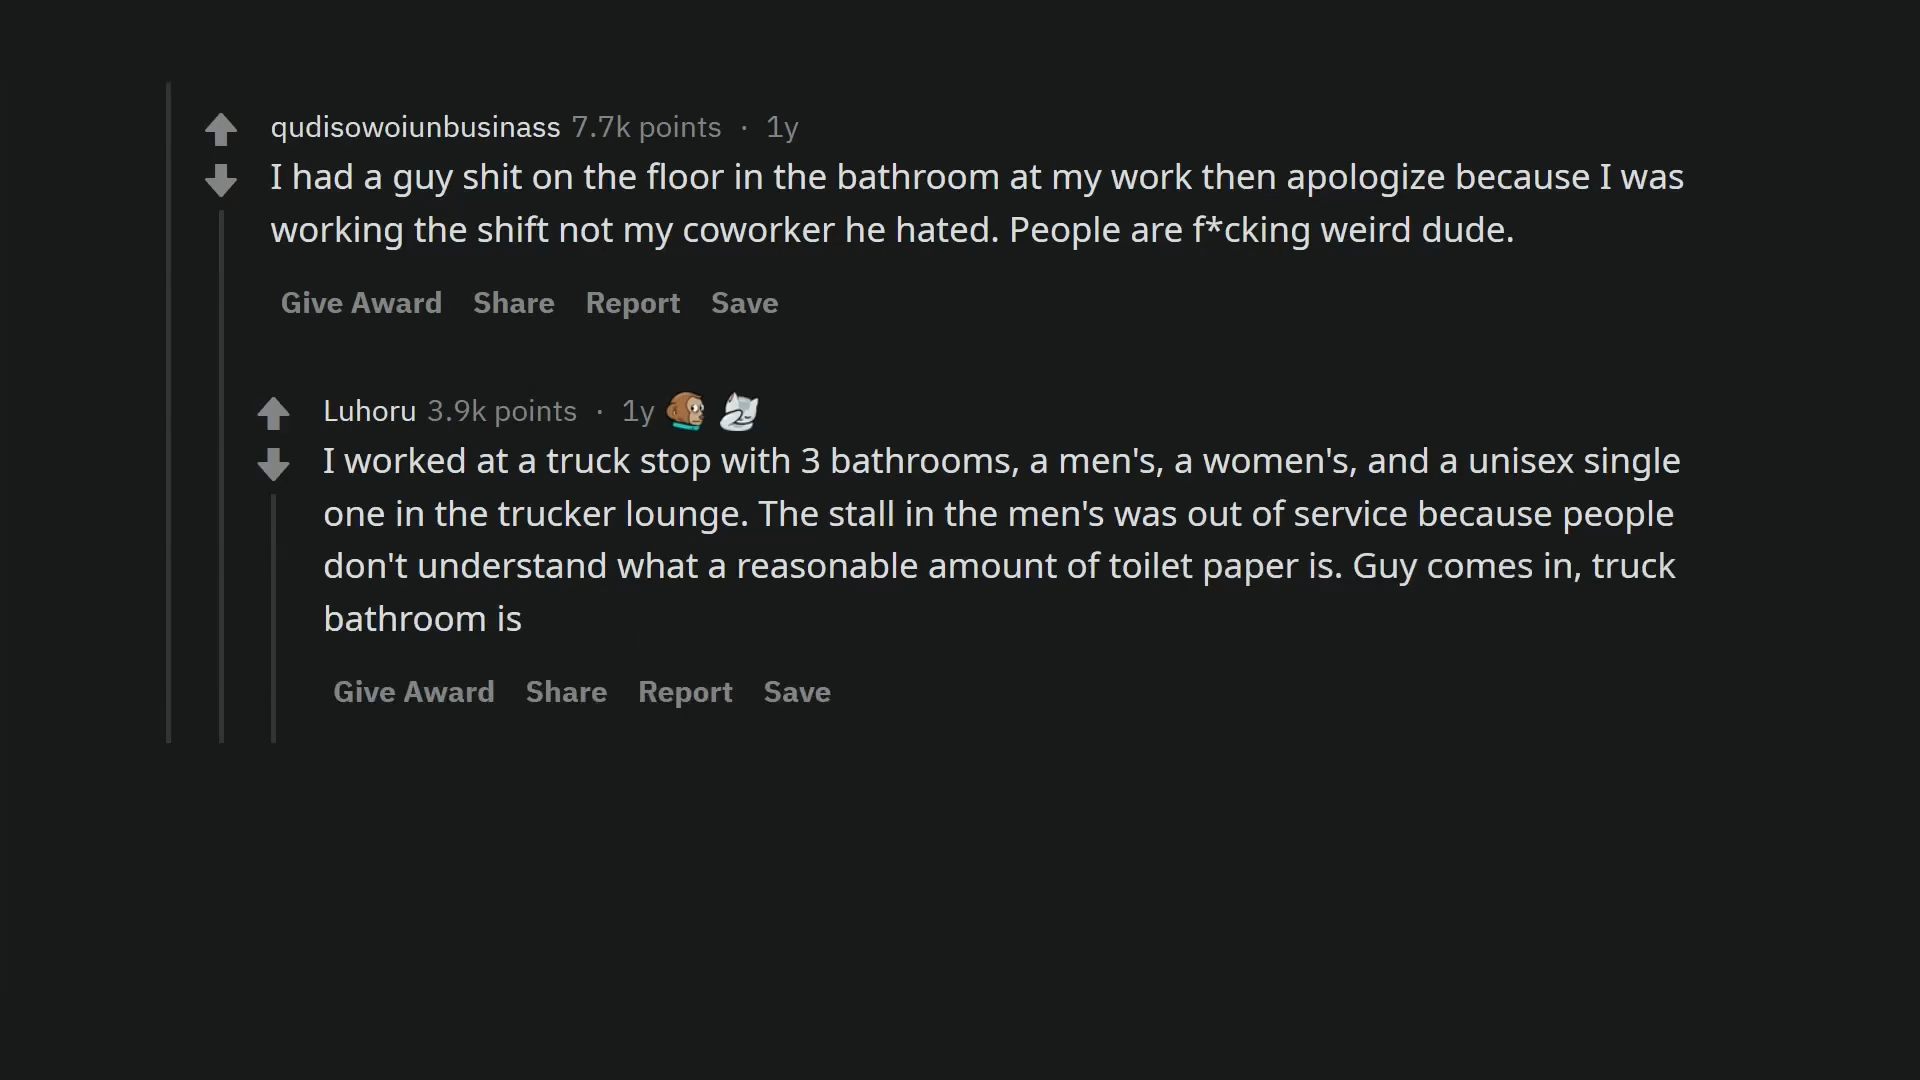 qudisowoiunbusinass 7.7k points · 1y
I had a guy shit on the floor in the bathroom at my work then apologize because I was
working the shift not my coworker he hated. People are f*cking weird dude.
Give Award Share Report Save
Luhoru 3.9k points · 1y
I worked at a truck stop with 3 bathrooms, a men's, a women's, and a unisex single
one in the trucker lounge. The stall in the men's was out of service because people
don't understand what a reasonable amount of toilet paper is. Guy comes in, truck
bathroom is
Give Award Share Report Save